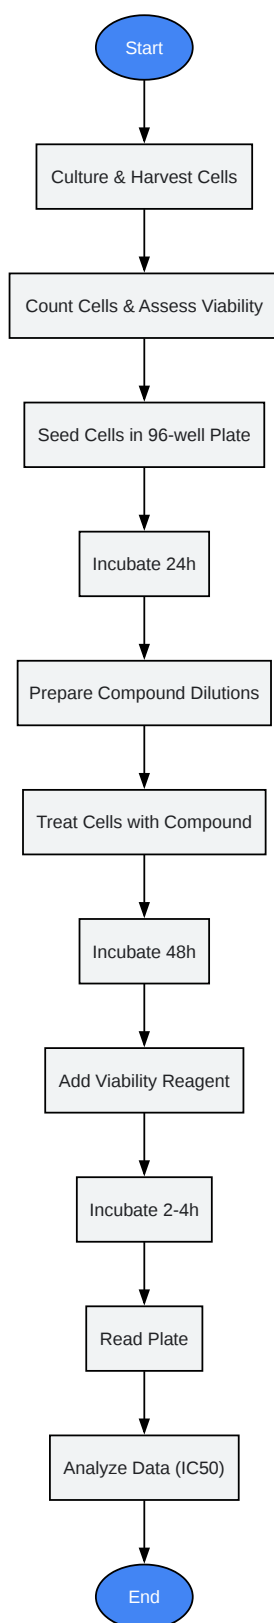 Start
Culture & Harvest Cells
Count Cells & Assess Viability
Seed Cells in 96-well Plate
Incubate 24h
Prepare Compound Dilutions
Treat Cells with Compound
Incubate 48h
Add Viability Reagent
Incubate 2-4h
Read Plate
Analyze Data (IC50)
End